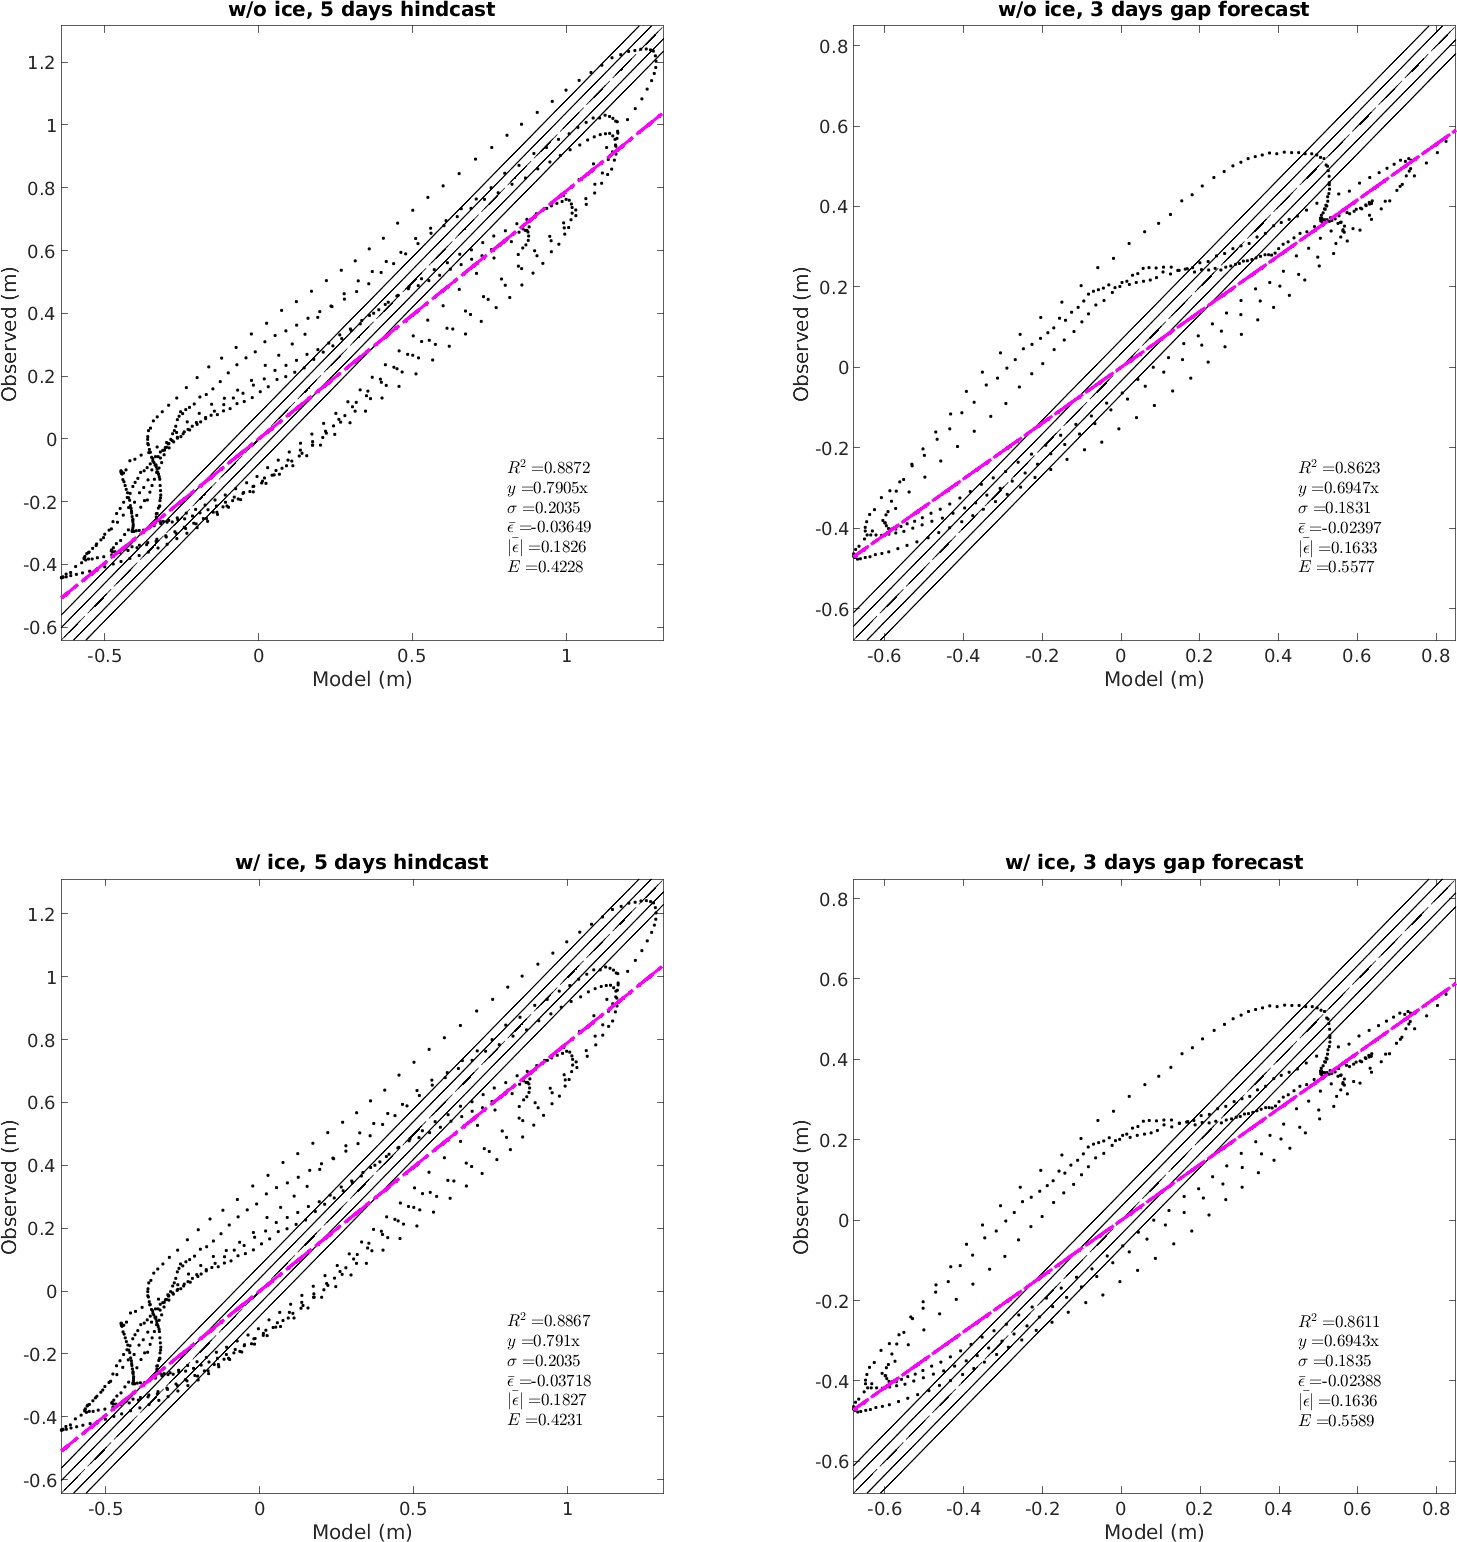 w/o ice, 5 days hindcast
1.2
1
0.8
0.6
0.4
0.2
0
-0.2
-0.4
-0.6
Observed (m)
R² =0.8872
y =0.7905x
σ =0.2035
ϵ̄ =-0.03649
|ϵ̄| =0.1826
E =0.4228
-0.5 0 0.5 1
Model (m)
w/o ice, 3 days gap forecast
0.8
0.6
0.4
0.2
0
-0.2
-0.4
-0.6
Observed (m)
R² =0.8623
y =0.6947x
σ =0.1831
ϵ̄ =-0.02397
|ϵ̄| =0.1633
E =0.5577
-0.6 -0.4 -0.2 0 0.2 0.4 0.6 0.8
Model (m)
w/ ice, 5 days hindcast
1.2
1
0.8
0.6
0.4
0.2
0
-0.2
-0.4
-0.6
Observed (m)
R² =0.8867
y =0.791x
σ =0.2035
ϵ̄ =-0.03718
|ϵ̄| =0.1827
E =0.4231
-0.5 0 0.5 1
Model (m)
w/ ice, 3 days gap forecast
0.8
0.6
0.4
0.2
0
-0.2
-0.4
-0.6
Observed (m)
R² =0.8611
y =0.6943x
σ =0.1835
ϵ̄ =-0.02388
|ϵ̄| =0.1636
E =0.5589
-0.6 -0.4 -0.2 0 0.2 0.4 0.6 0.8
Model (m)